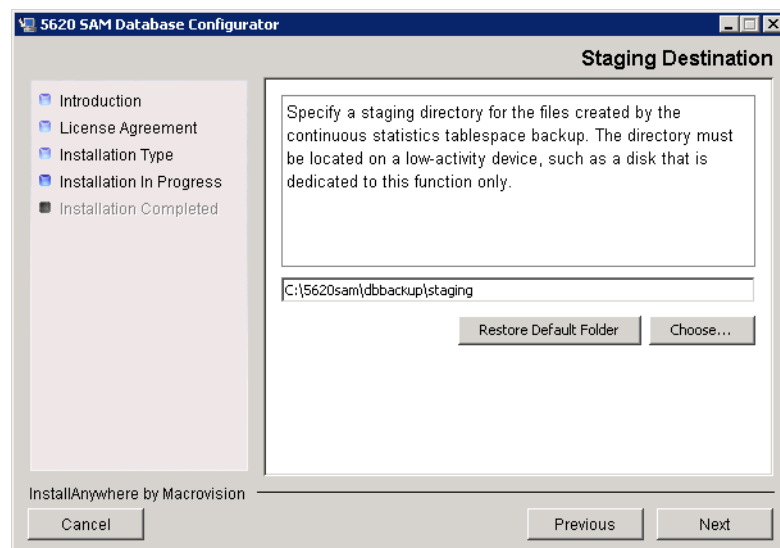 5620 SAM Database Configurator
Staging Destination
Introduction
License Agreement
Installation Type
Installation In Progress
Installation Completed
Specify a staging directory for the files created by the
continuous statistics tablespace backup. The directory must
be located on a low-activity device, such as a disk that is
dedicated to this function only.
C:\5620sam\dbbackup\staging
Restore Default Folder
Choose...
InstallAnywhere by Macrovision
Cancel
Previous
Next